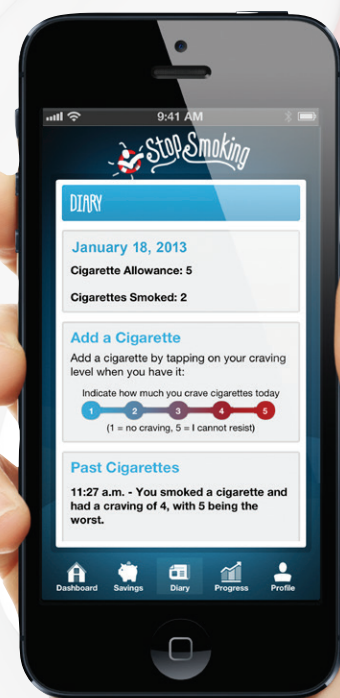 9:41 AM
Stop Smoking
DIARY
January 18, 2013
Cigarette Allowance: 5
Cigarettes Smoked: 2
Add a Cigarette
Add a cigarette by tapping on your craving
level when you have it:
Indicate how much you crave cigarettes today
1 2 3 4 5
(1 = no craving, 5 = I cannot resist)
Past Cigarettes
11:27 a.m. - You smoked a cigarette and
had a craving of 4, with 5 being the
worst.
Dashboard Savings Diary Progress Profile